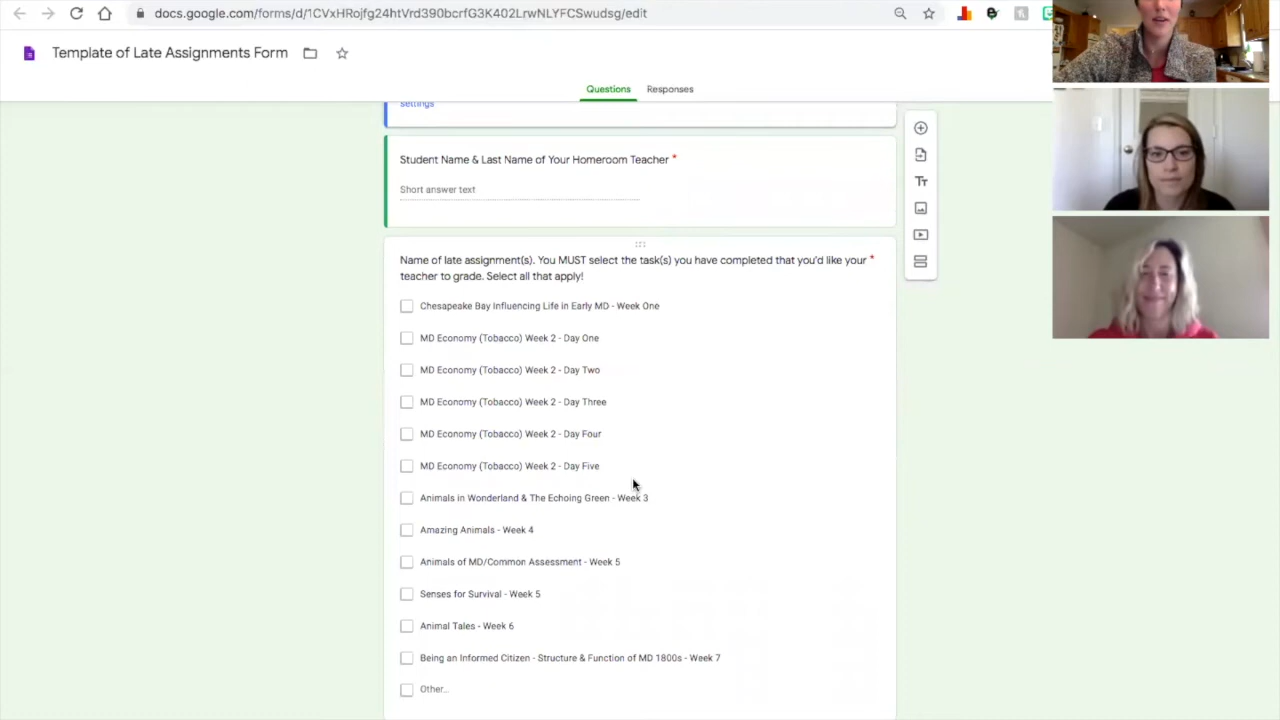 docs.google.com/forms/d/1CVxHRojfg24htVrd390bcrfG3K402LrwNLYFCSwudsg/edit
Template of Late Assignments Form
Questions Responses
settings
Student Name & Last Name of Your Homeroom Teacher *
Short answer text
Name of late assignment(s). You MUST select the task(s) you have completed that you'd like your *
teacher to grade. Select all that apply!
Chesapeake Bay Influencing Life in Early MD - Week One
MD Economy (Tobacco) Week 2 - Day One
MD Economy (Tobacco) Week 2 - Day Two
MD Economy (Tobacco) Week 2 - Day Three
MD Economy (Tobacco) Week 2 - Day Four
MD Economy (Tobacco) Week 2 - Day Five
Animals in Wonderland & The Echoing Green - Week 3
Amazing Animals - Week 4
Animals of MD/Common Assessment - Week 5
Senses for Survival - Week 5
Animal Tales - Week 6
Being an Informed Citizen - Structure & Function of MD 1800s - Week 7
Other...